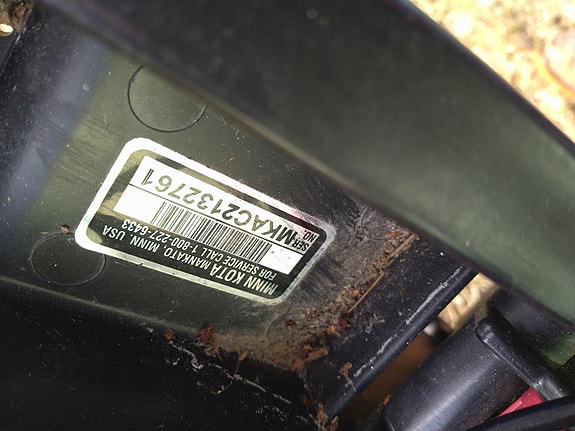 SER. NO. MKAC2132761
MINN KOTA MANKATO, MINN USA
FOR SERVICE CALL 1-800-227-6433